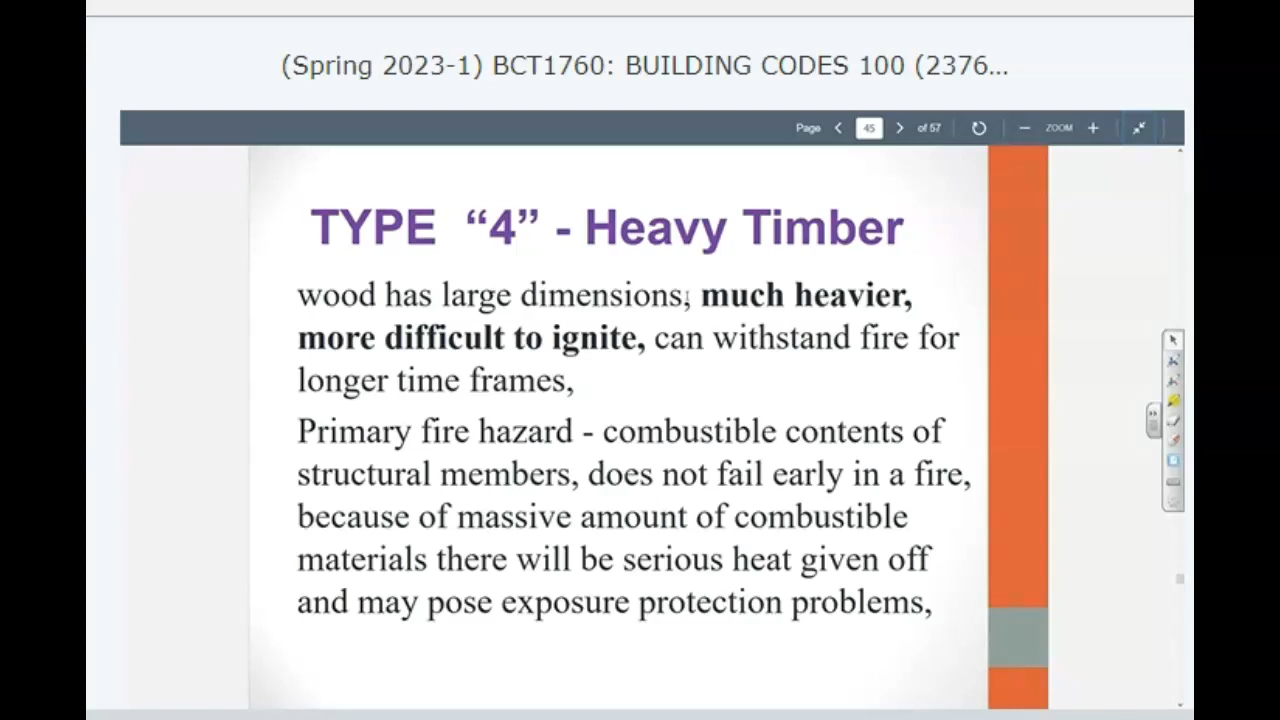 (Spring 2023-1) BCT1760: BUILDING CODES 100 (2376...
Page 45 of 57 ZOOM
TYPE “4” - Heavy Timber
wood has large dimensions, much heavier,
more difficult to ignite, can withstand fire for
longer time frames,
Primary fire hazard - combustible contents of
structural members, does not fail early in a fire,
because of massive amount of combustible
materials there will be serious heat given off
and may pose exposure protection problems,